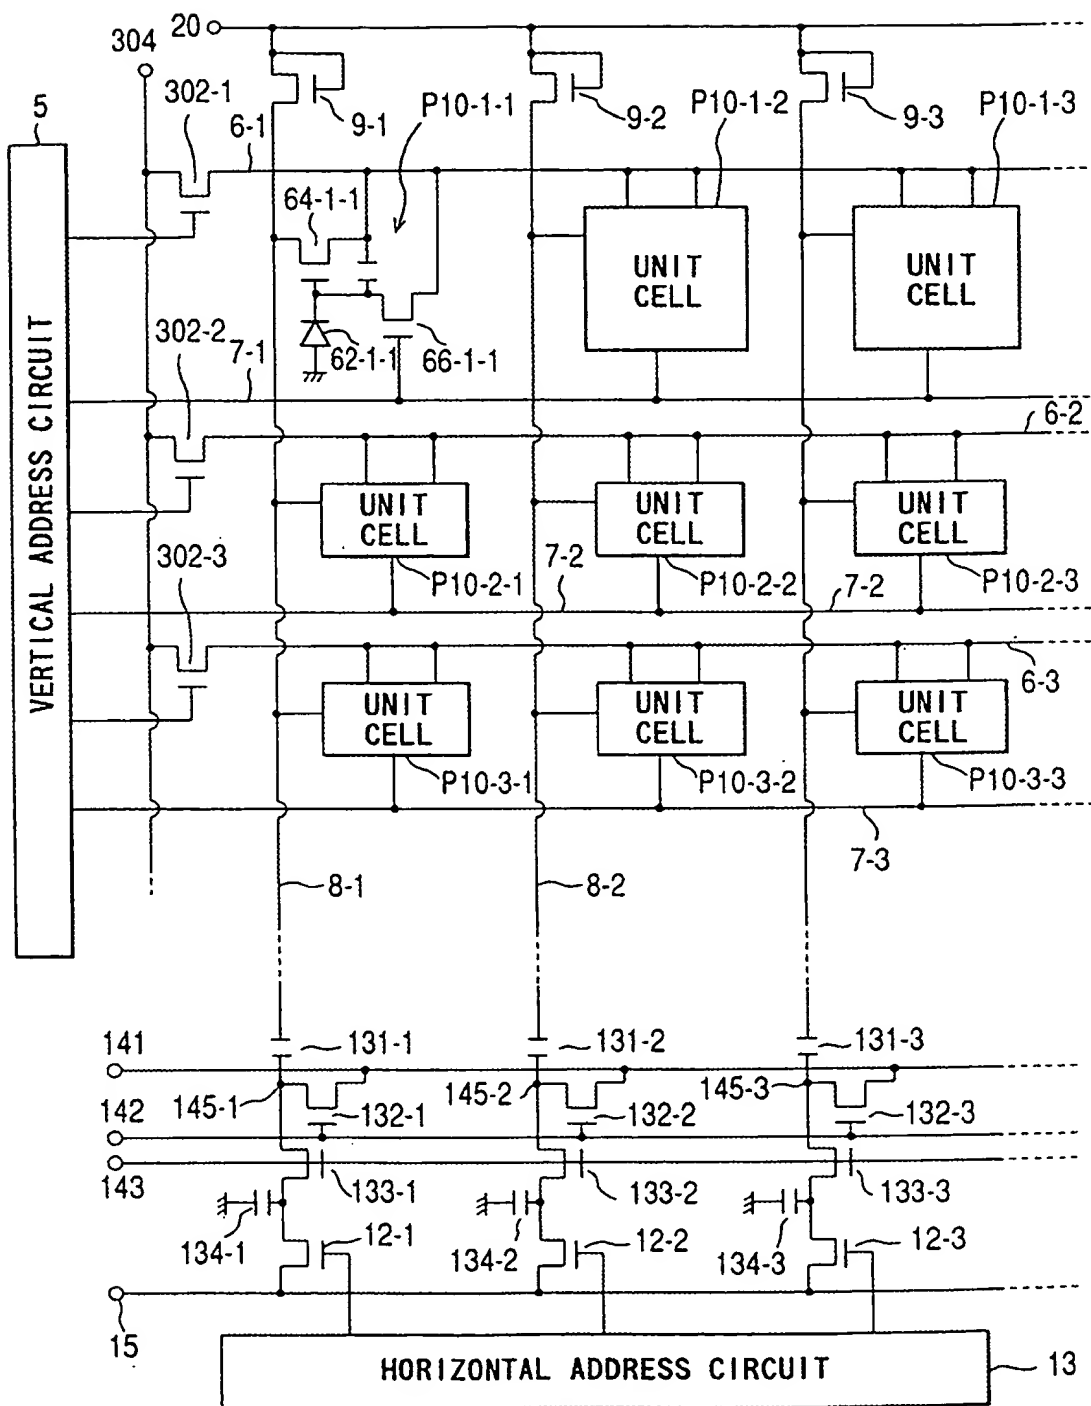 20
304
5
302-1
6-1
9-1
P10-1-1
9-2
P10-1-2
9-3
P10-1-3
64-1-1
UNIT
CELL
UNIT
CELL
VERTICAL ADDRESS CIRCUIT
302-2
7-1
62-1-1
66-1-1
6-2
UNIT
CELL
UNIT
CELL
UNIT
CELL
302-3
P10-2-1
7-2
P10-2-2
7-2
P10-2-3
6-3
UNIT
CELL
UNIT
CELL
UNIT
CELL
P10-3-1
P10-3-2
P10-3-3
7-3
8-1
8-2
141
131-1
131-2
131-3
145-1
145-2
145-3
142
132-1
132-2
132-3
143
133-1
133-2
133-3
134-1
12-1
134-2
12-2
134-3
12-3
15
HORIZONTAL ADDRESS CIRCUIT
13